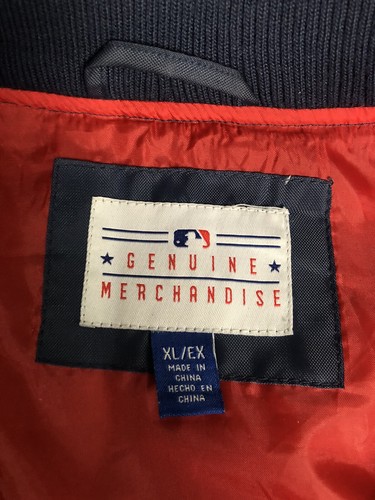 GENUINE
MERCHANDISE
XL/EX
MADE IN
CHINA
HECHO EN
CHINA